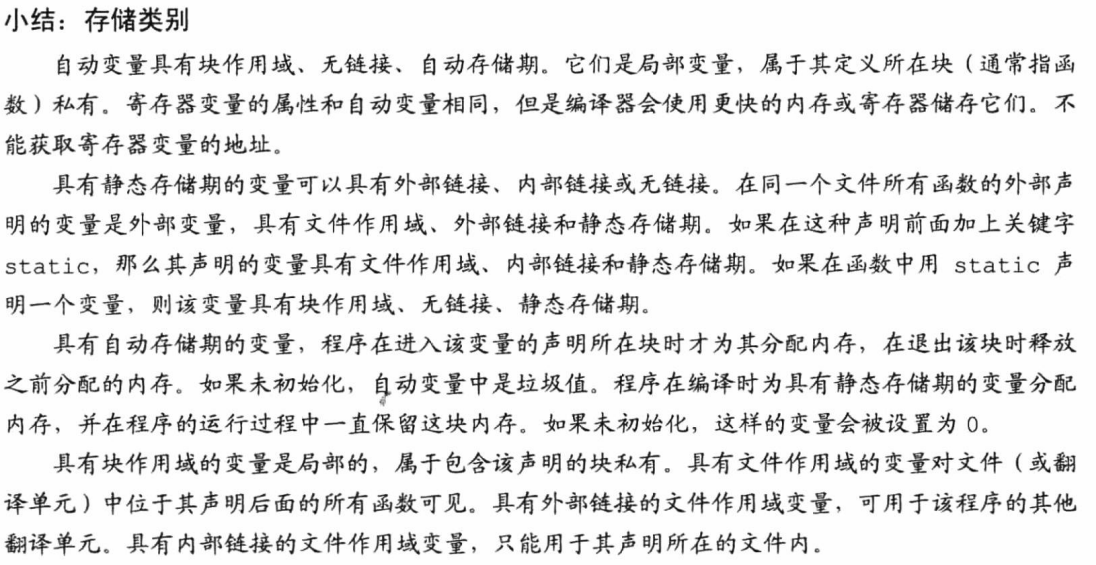 小结：存储类别
自动变量具有块作用域、无链接、自动存储期。它们是局部变量，属于其定义所在块（通常指函
数）私有。寄存器变量的属性和自动变量相同，但是编译器会使用更快的内存或寄存器储存它们。不
能获取寄存器变量的地址。
具有静态存储期的变量可以具有外部链接、内部链接或无链接。在同一个文件所有函数的外部声
明的变量是外部变量，具有文件作用域、外部链接和静态存储期。如果在这种声明前面加上关键字
static，那么其声明的变量具有文件作用域、内部链接和静态存储期。如果在函数中用 static 声
明一个变量，则该变量具有块作用域、无链接、静态存储期。
具有自动存储期的变量，程序在进入该变量的声明所在块时才为其分配内存，在退出该块时释放
之前分配的内存。如果未初始化，自动变量中是垃圾值。程序在编译时为具有静态存储期的变量分配
内存，并在程序的运行过程中一直保留这块内存。如果未初始化，这样的变量会被设置为 0。
具有块作用域的变量是局部的，属于包含该声明的块私有。具有文件作用域的变量对文件（或翻
译单元）中位于其声明后面的所有函数可见。具有外部链接的文件作用域变量，可用于该程序的其他
翻译单元。具有内部链接的文件作用域变量，只能用于其声明所在的文件内。